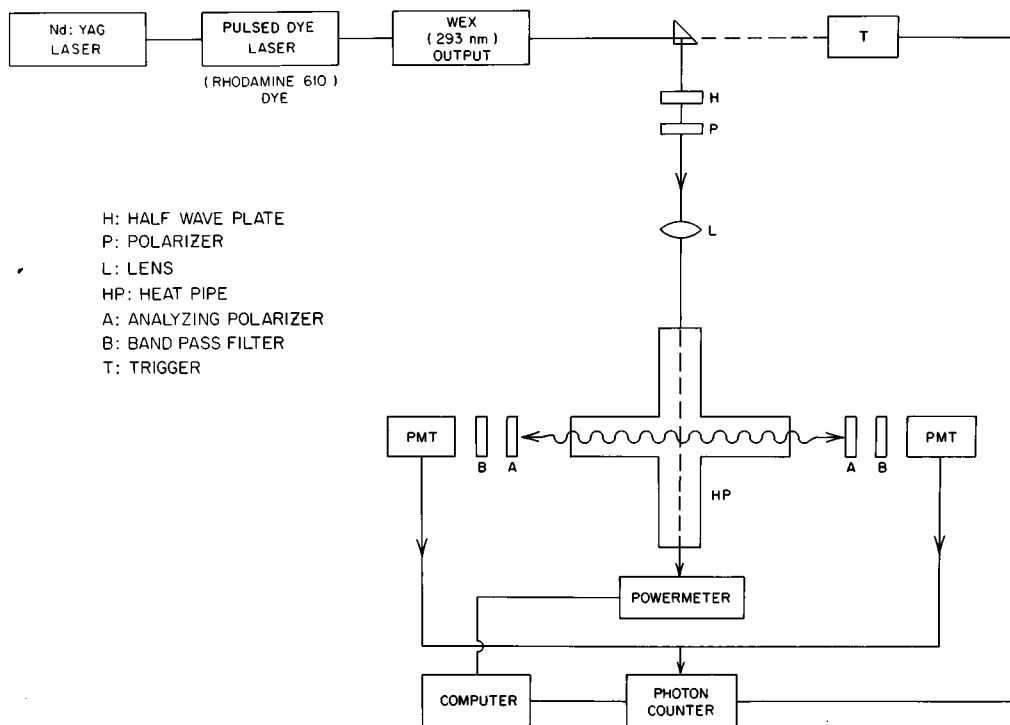 Nd: YAG
LASER
PULSED DYE
LASER
(RHODAMINE 610)
DYE
WEX
(293 nm)
OUTPUT
T
H
P
L
H: HALF WAVE PLATE
P: POLARIZER
L: LENS
HP: HEAT PIPE
A: ANALYZING POLARIZER
B: BAND PASS FILTER
T: TRIGGER
PMT
B
A
A
B
PMT
HP
POWERMETER
COMPUTER
PHOTON
COUNTER